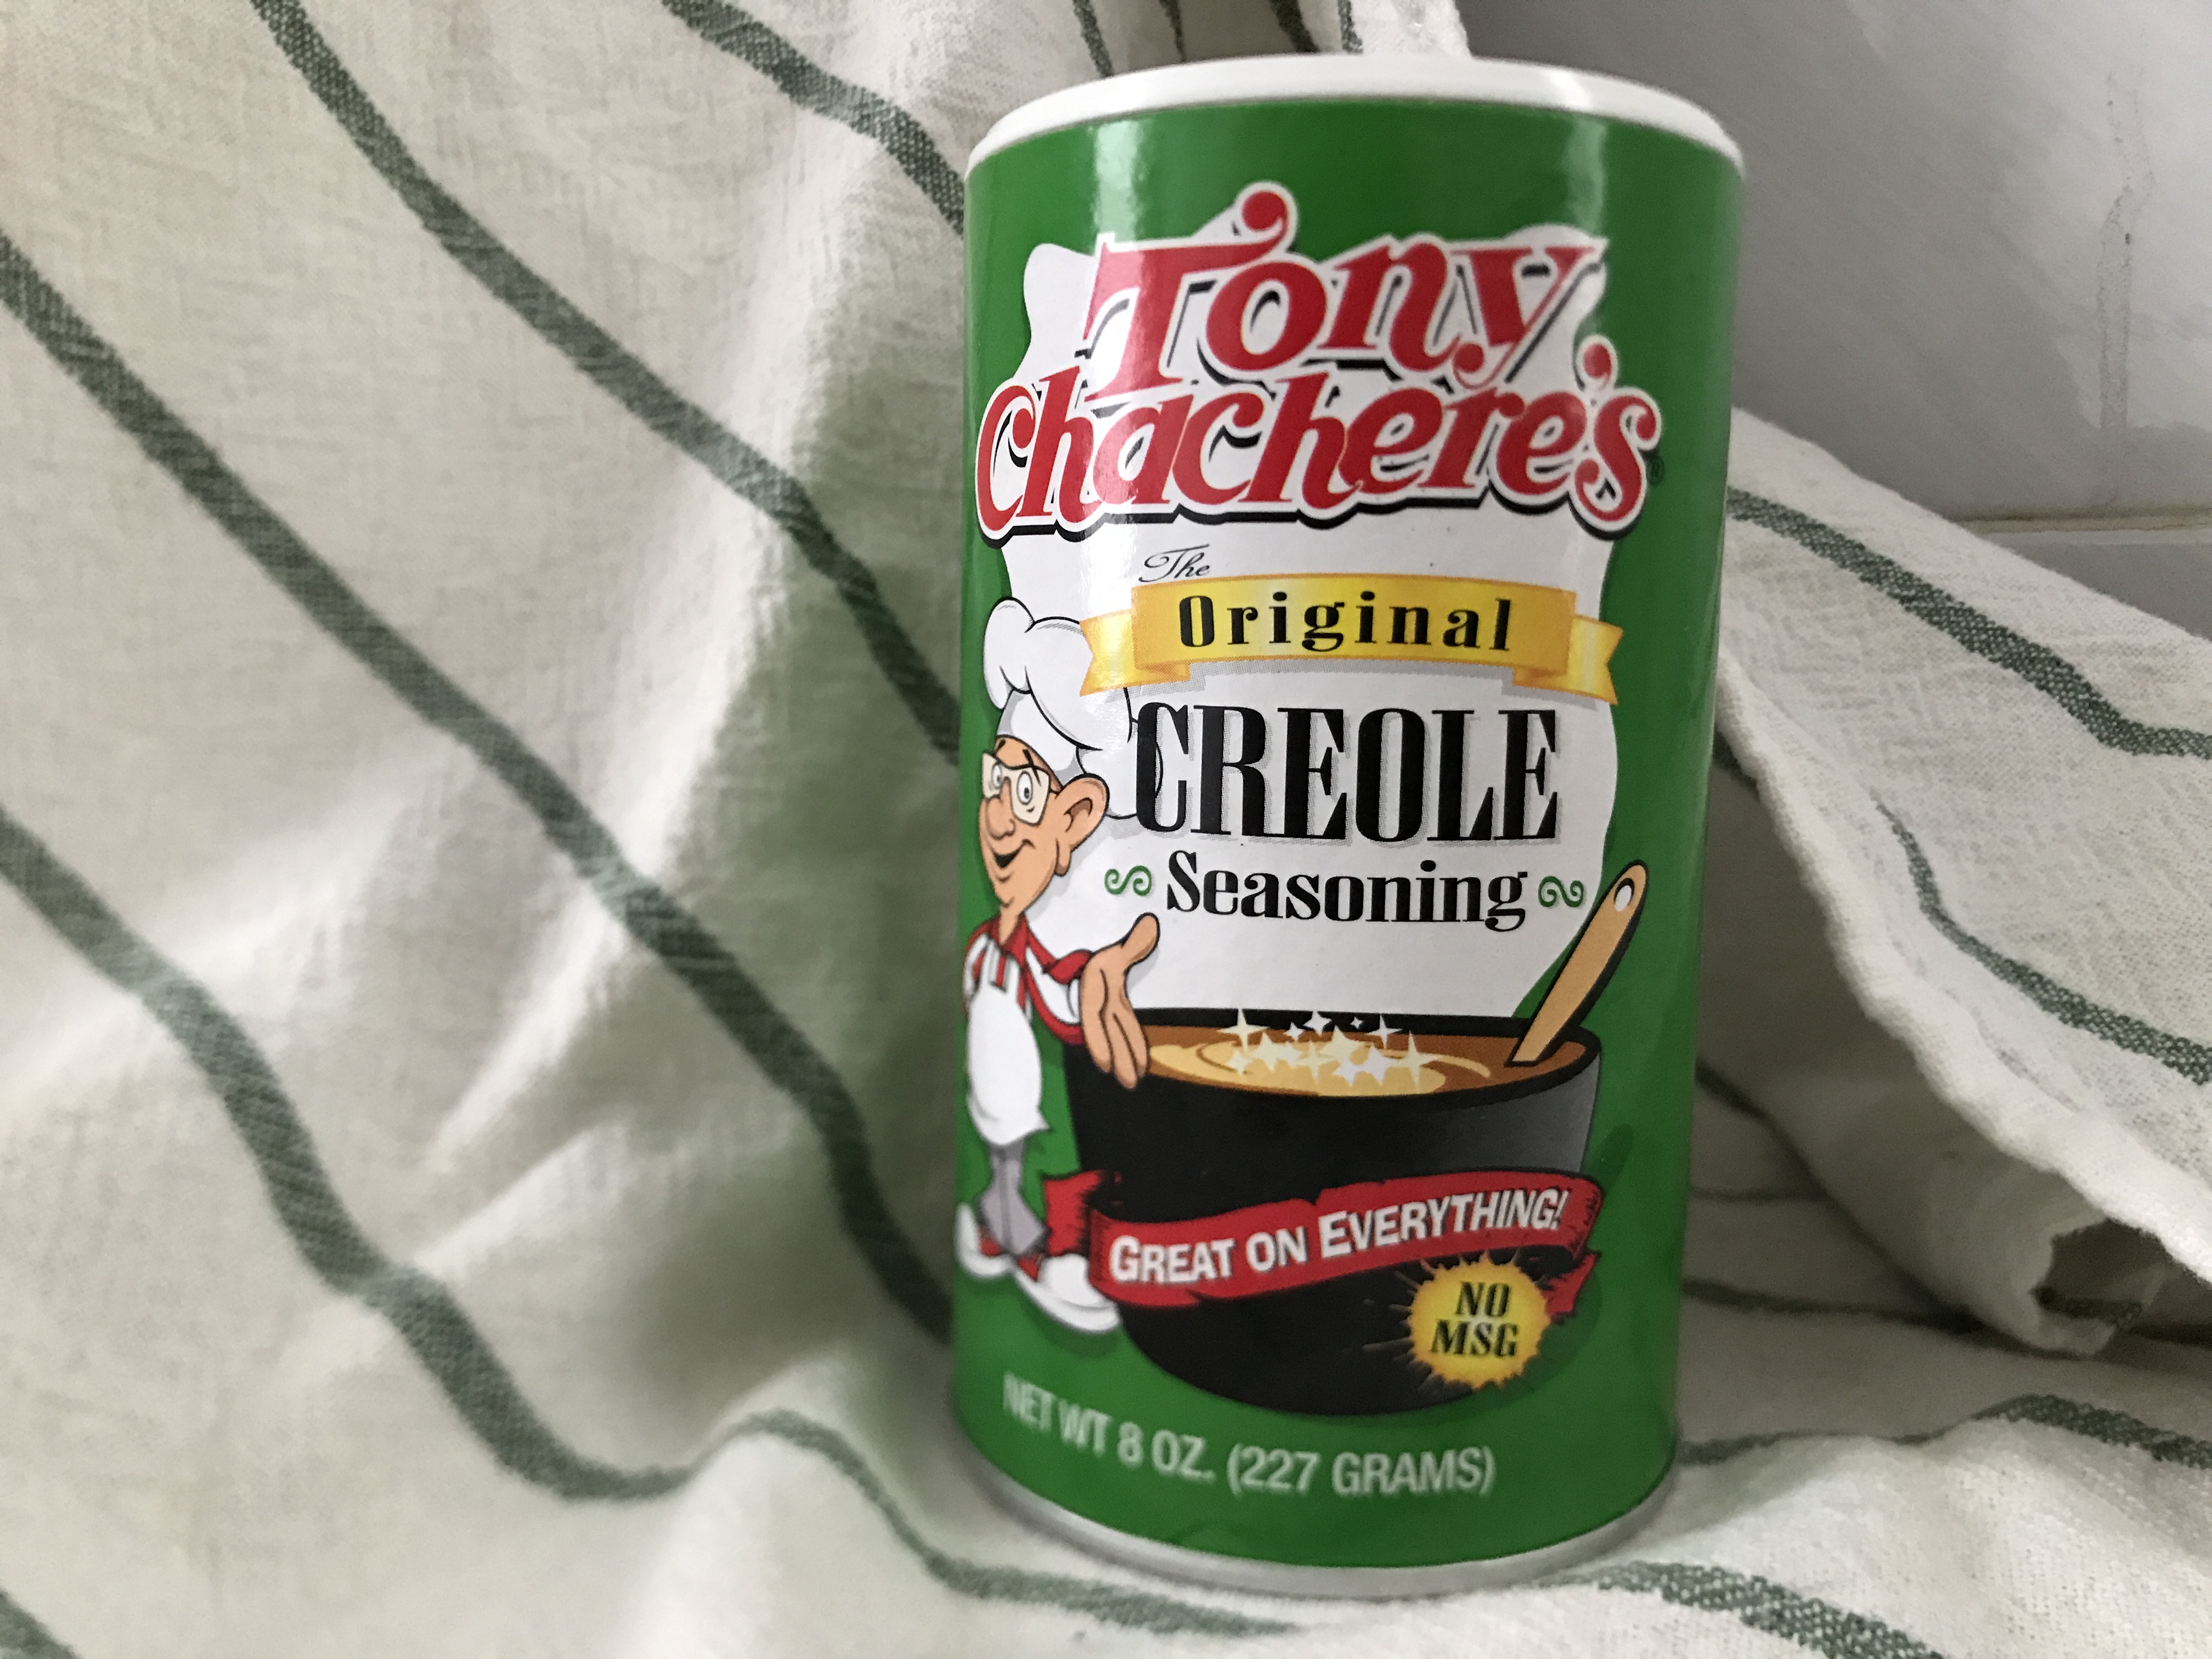 Tony
Chachere's®
The
Original
CREOLE
Seasoning
GREAT ON EVERYTHING!
NO
MSG
NET WT 8 OZ. (227 GRAMS)